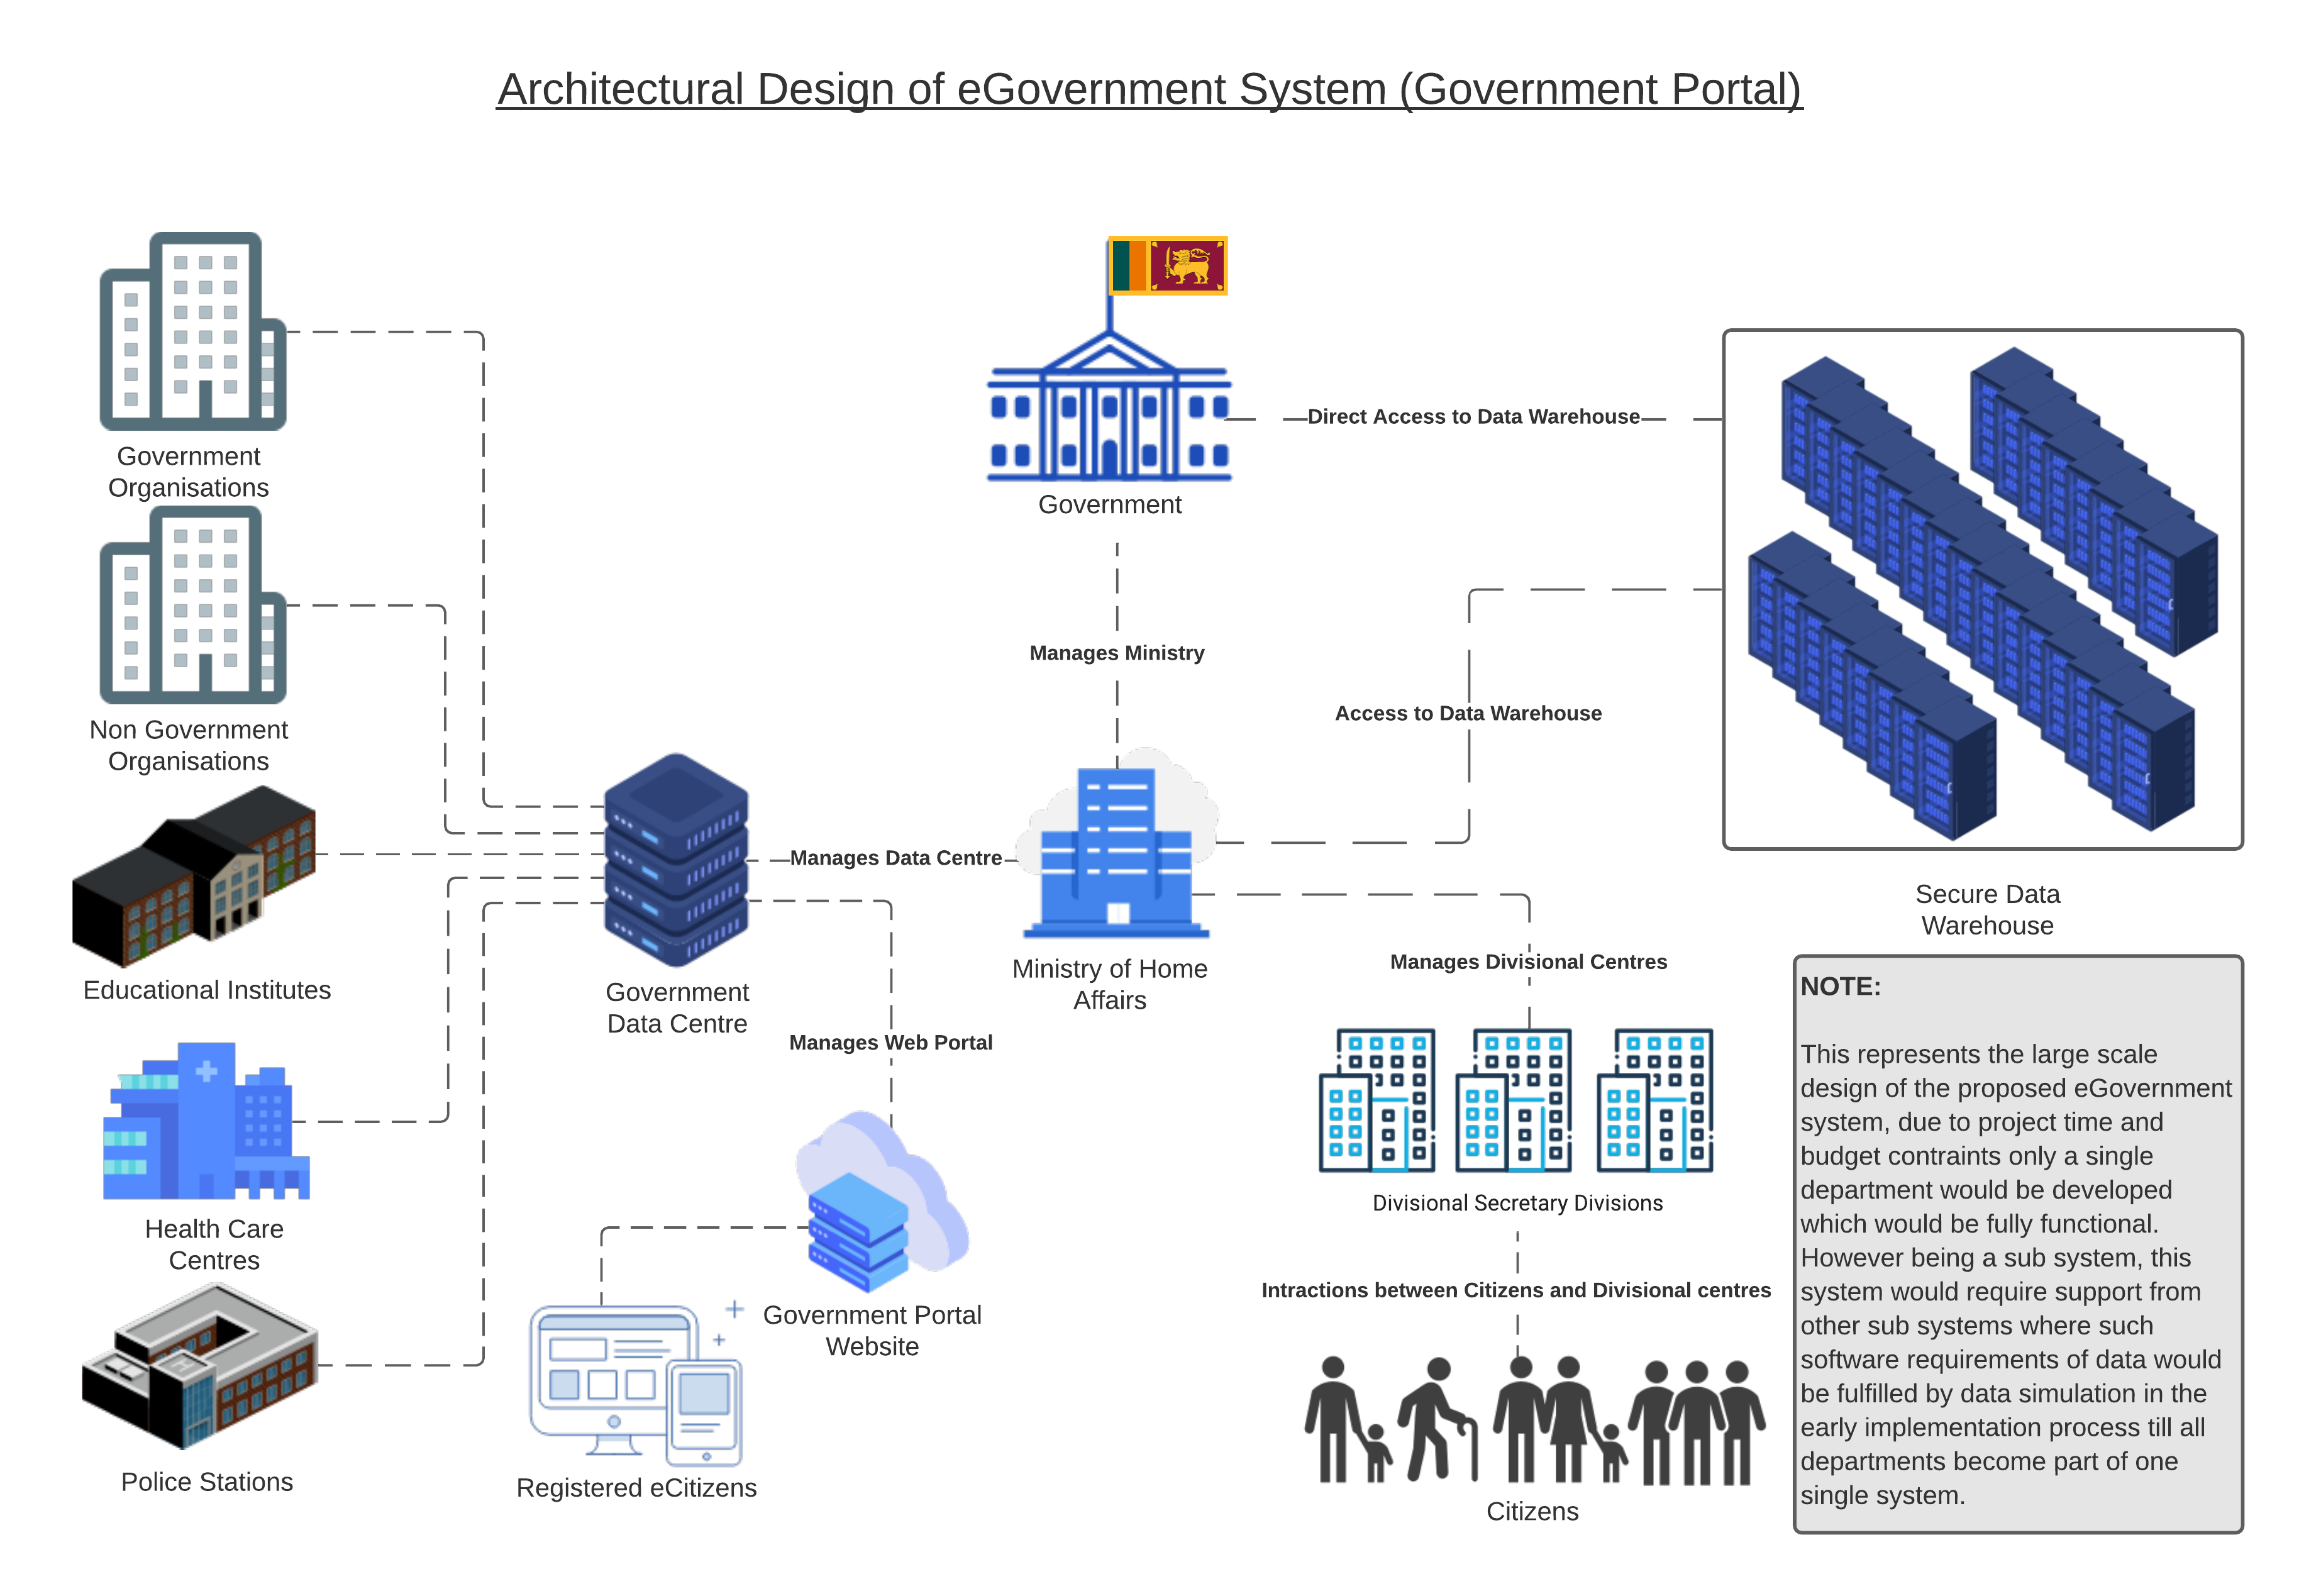 Architectural Design of eGovernment System (Government Portal)
Government
Organisations
Non Government
Organisations
Educational Institutes
Health Care
Centres
Police Stations
Government
Data Centre
Manages Data Centre
Manages Web Portal
Government Portal
Website
Registered eCitizens
Government
Manages Ministry
Ministry of Home
Affairs
Direct Access to Data Warehouse
Access to Data Warehouse
Manages Divisional Centres
Divisional Secretary Divisions
Intractions between Citizens and Divisional centres
Citizens
Secure Data
Warehouse
NOTE:
This represents the large scale
design of the proposed eGovernment
system, due to project time and
budget contraints only a single
department would be developed
which would be fully functional.
However being a sub system, this
system would require support from
other sub systems where such
software requirements of data would
be fulfilled by data simulation in the
early implementation process till all
departments become part of one
single system.